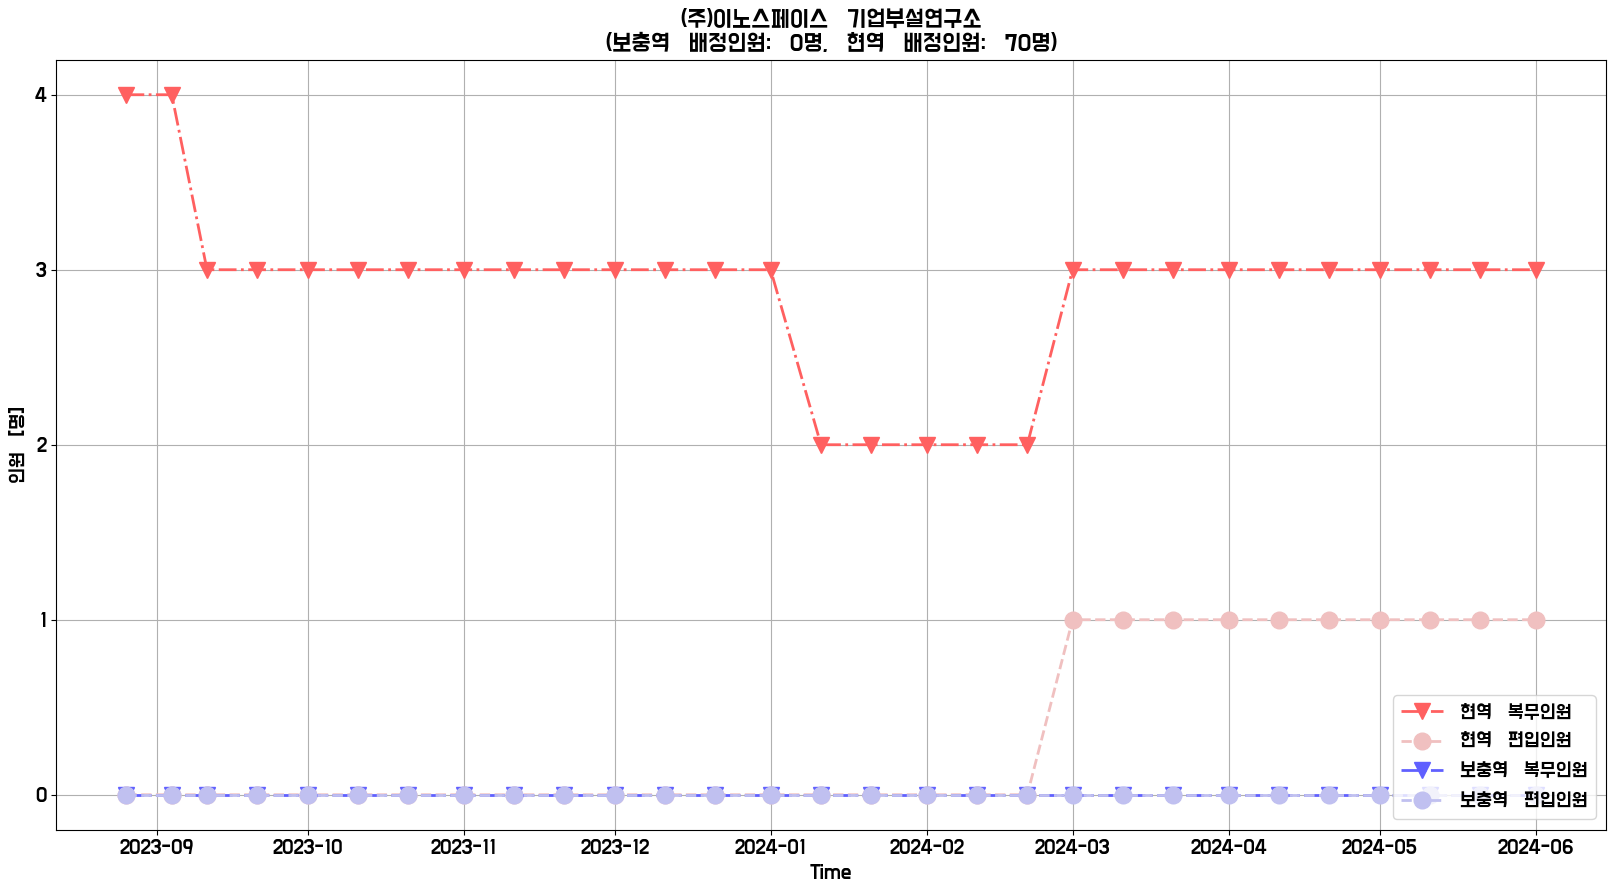 (주)이노스페이스 기업부설연구소
(보충역 배정인원: 0명, 현역 배정인원: 70명)
인원 [명]
4
3
2
1
0
현역 복무인원
현역 편입인원
보충역 복무인원
보충역 편입인원
2023-09 2023-10 2023-11 2023-12 2024-01 2024-02 2024-03 2024-04 2024-05 2024-06
Time